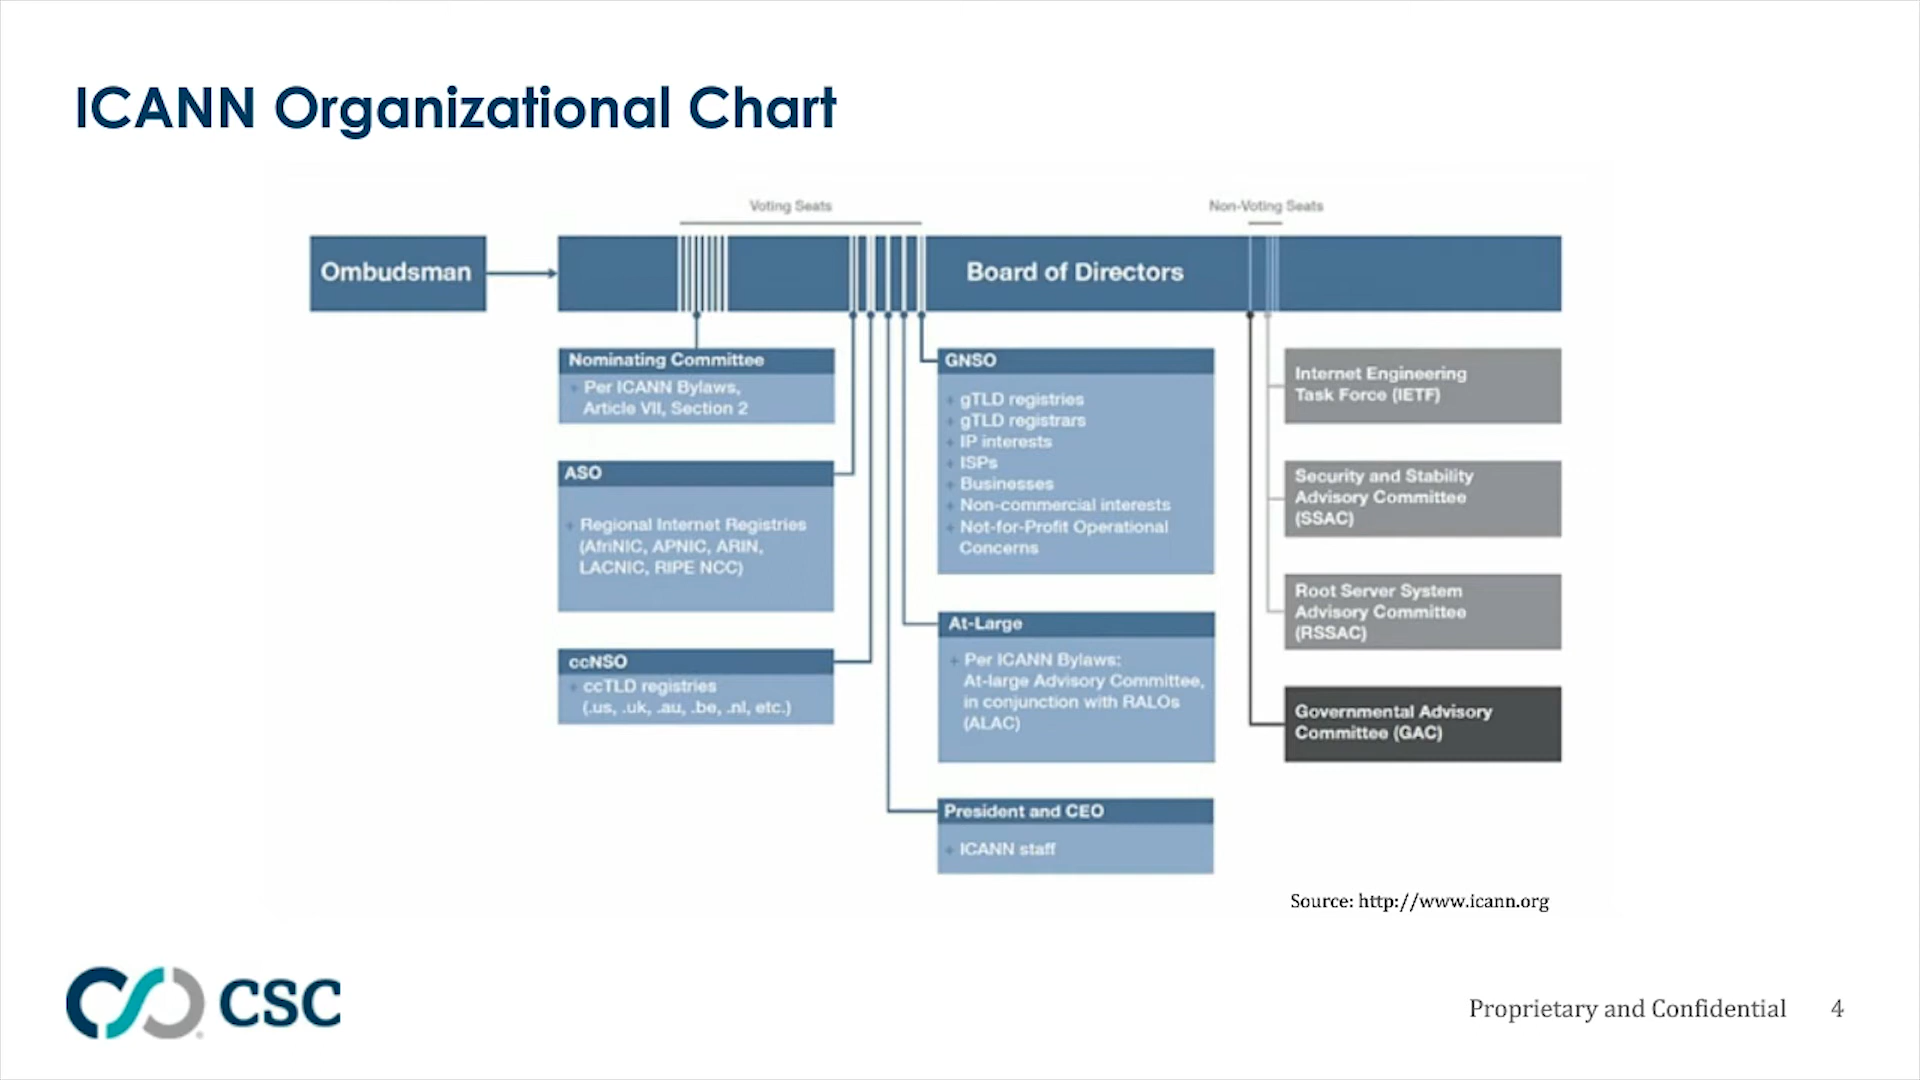 ICANN Organizational Chart
Voting Seats
Non-Voting Seats
Ombudsman
Board of Directors
Nominating Committee
+ Per ICANN Bylaws,
Article VII, Section 2
ASO
+ Regional Internet Registries
(AfriNIC, APNIC, ARIN,
LACNIC, RIPE NCC)
ccNSO
+ ccTLD registries
(.us, .uk, .au, .be, .nl, etc.)
GNSO
+ gTLD registries
+ gTLD registrars
+ IP interests
+ ISPs
+ Businesses
+ Non-commercial interests
+ Not-for-Profit Operational
Concerns
At-Large
+ Per ICANN Bylaws:
At-large Advisory Committee,
in conjunction with RALOs
(ALAC)
President and CEO
+ ICANN staff
Internet Engineering
Task Force (IETF)
Security and Stability
Advisory Committee
(SSAC)
Root Server System
Advisory Committee
(RSSAC)
Governmental Advisory
Committee (GAC)
Source: http://www.icann.org
CSC
Proprietary and Confidential 4